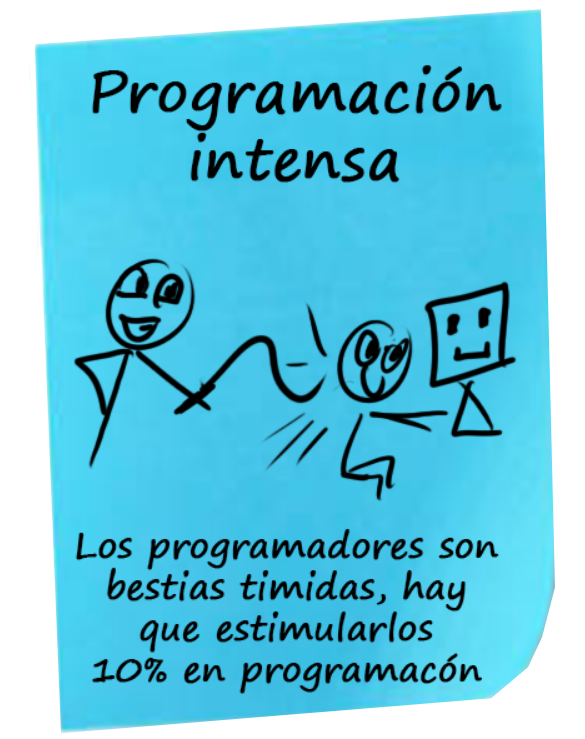 Programación
intensa
Los programadores son
bestias timidas, hay
que estimularlos
10% en programacón